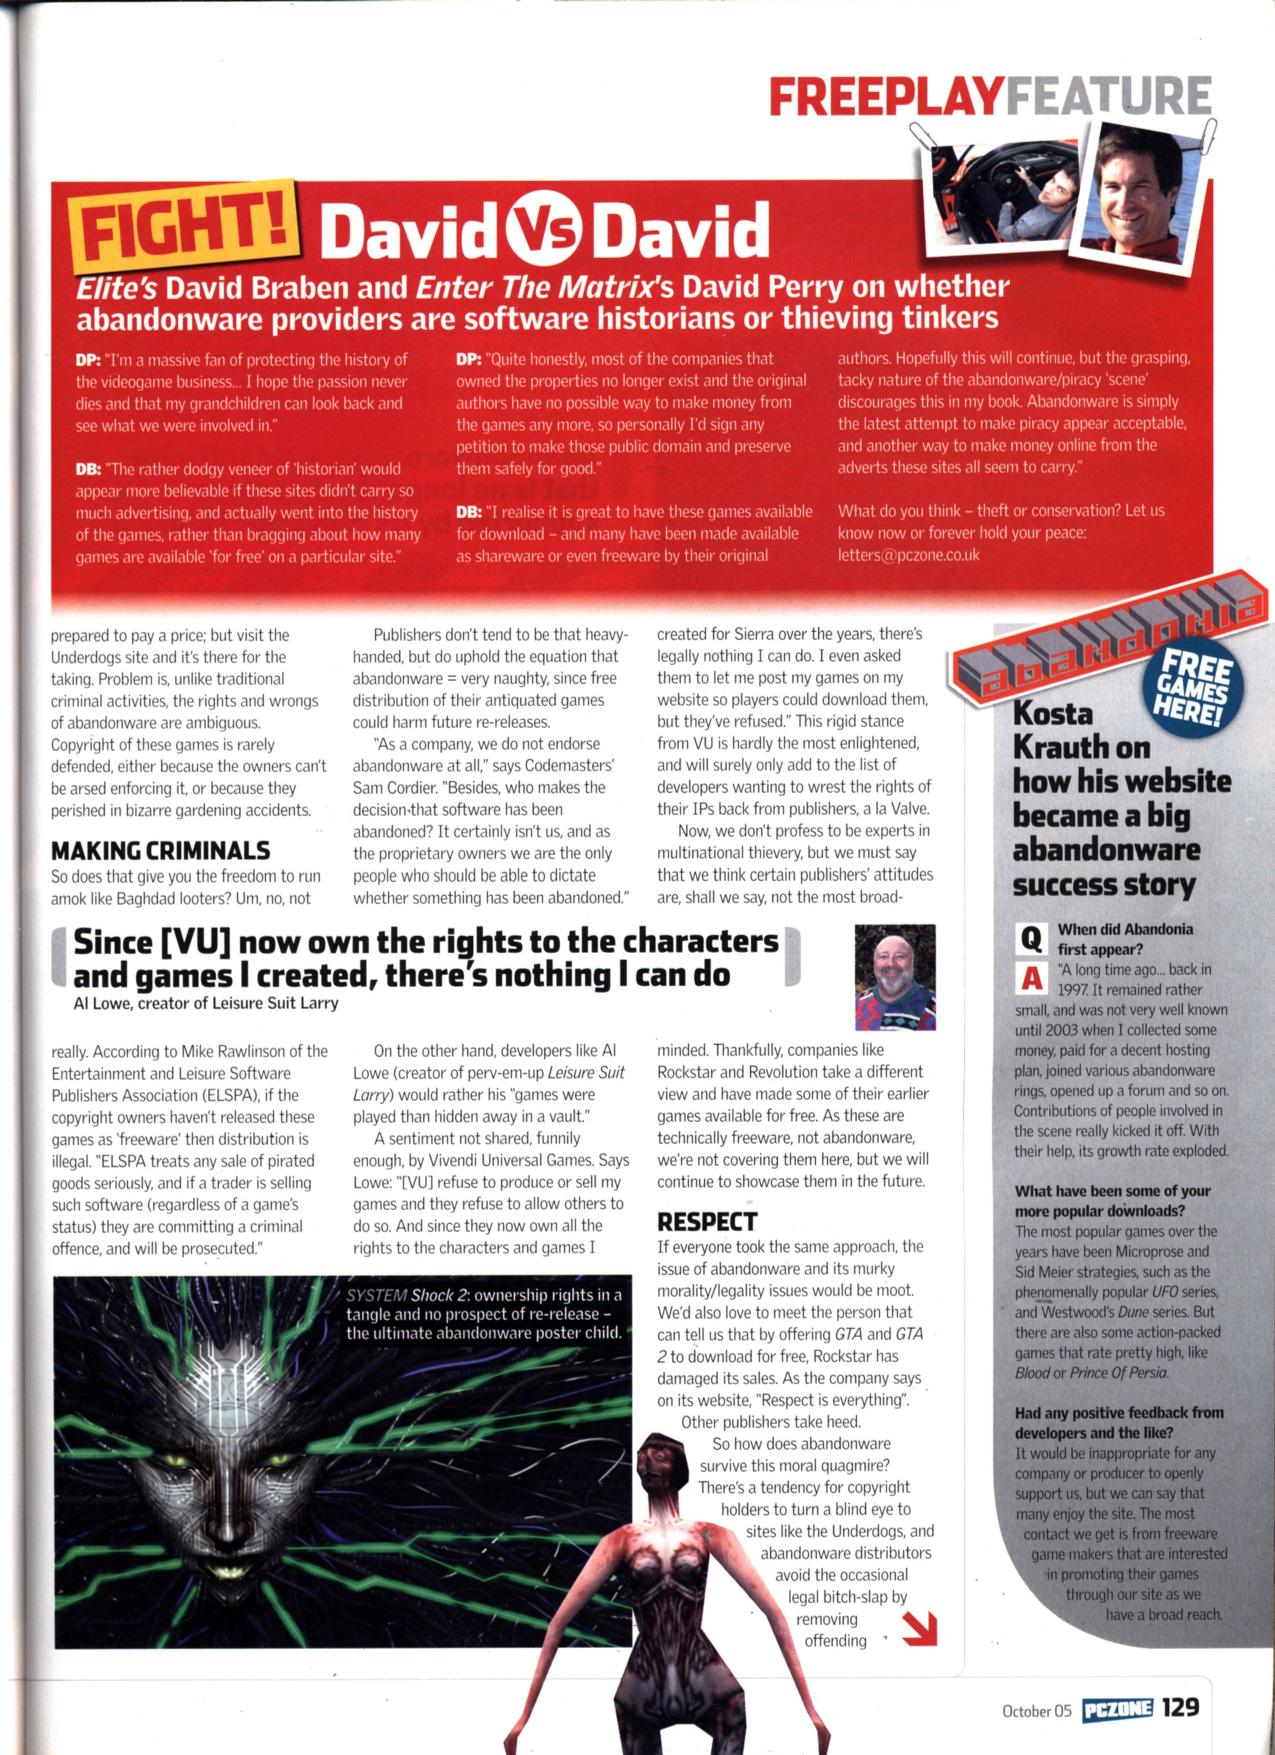 FREEPLAYFEATURE
FIGHT!
David Vs David
Elite's David Braben and Enter The Matrix's David Perry on whether
abandonware providers are software historians or thieving tinkers
DP: "I'm a massive fan of protecting the history of
the videogame business... I hope the passion never
dies and that my grandchildren can look back and
see what we were involved in."
DB: "The rather dodgy veneer of 'historian' would
appear more believable if these sites didn't carry so
much advertising, and actually went into the history
of the games, rather than bragging about how many
games are available 'for free' on a particular site."
DP: "Quite honestly, most of the companies that
owned the properties no longer exist and the original
authors have no possible way to make money from
the games any more, so personally I'd sign any
petition to make those public domain and preserve
them safely for good."
DB: "I realise it is great to have these games available
for download – and many have been made available
as shareware or even freeware by their original
authors. Hopefully this will continue, but the grasping,
tacky nature of the abandonware/piracy 'scene'
discourages this in my book. Abandonware is simply
the latest attempt to make piracy appear acceptable,
and another way to make money online from the
adverts these sites all seem to carry."
What do you think – theft or conservation? Let us
know now or forever hold your peace:
letters@pczone.co.uk
prepared to pay a price; but visit the
Underdogs site and it's there for the
taking. Problem is, unlike traditional
criminal activities, the rights and wrongs
of abandonware are ambiguous.
Copyright of these games is rarely
defended, either because the owners can't
be arsed enforcing it, or because they
perished in bizarre gardening accidents.
MAKING CRIMINALS
So does that give you the freedom to run
amok like Baghdad looters? Um, no, not
Publishers don't tend to be that heavy-
handed, but do uphold the equation that
abandonware = very naughty, since free
distribution of their antiquated games
could harm future re-releases.
"As a company, we do not endorse
abandonware at all," says Codemasters'
Sam Cordier. "Besides, who makes the
decision that software has been
abandoned? It certainly isn't us, and as
the proprietary owners we are the only
people who should be able to dictate
whether something has been abandoned."
created for Sierra over the years, there's
legally nothing I can do. I even asked
them to let me post my games on my
website so players could download them,
but they've refused." This rigid stance
from VU is hardly the most enlightened,
and will surely only add to the list of
developers wanting to wrest the rights of
their IPs back from publishers, a la Valve.
Now, we don't profess to be experts in
multinational thievery, but we must say
that we think certain publishers' attitudes
are, shall we say, not the most broad-
Since [VU] now own the rights to the characters
and games I created, there's nothing I can do
Al Lowe, creator of Leisure Suit Larry
really. According to Mike Rawlinson of the
Entertainment and Leisure Software
Publishers Association (ELSPA), if the
copyright owners haven't released these
games as 'freeware' then distribution is
illegal. "ELSPA treats any sale of pirated
goods seriously, and if a trader is selling
such software (regardless of a game's
status) they are committing a criminal
offence, and will be prosecuted."
On the other hand, developers like Al
Lowe (creator of perv-em-up Leisure Suit
Larry) would rather his "games were
played than hidden away in a vault."
A sentiment not shared, funnily
enough, by Vivendi Universal Games. Says
Lowe: "[VU] refuse to produce or sell my
games and they refuse to allow others to
do so. And since they now own all the
rights to the characters and games I
minded. Thankfully, companies like
Rockstar and Revolution take a different
view and have made some of their earlier
games available for free. As these are
technically freeware, not abandonware,
we're not covering them here, but we will
continue to showcase them in the future.
RESPECT
If everyone took the same approach, the
issue of abandonware and its murky
morality/legality issues would be moot.
We'd also love to meet the person that
can tell us that by offering GTA and GTA
2 to download for free, Rockstar has
damaged its sales. As the company says
on its website, "Respect is everything".
Other publishers take heed.
So how does abandonware
survive this moral quagmire?
There's a tendency for copyright
holders to turn a blind eye to
sites like the Underdogs, and
abandonware distributors
avoid the occasional
legal bitch-slap by
removing
offending
SYSTEM Shock 2: ownership rights in a
tangle and no prospect of re-release –
the ultimate abandonware poster child.
abandonia
FREE
GAMES
HERE!
Kosta
Krauth on
how his website
became a big
abandonware
success story
Q When did Abandonia
first appear?
A "A long time ago... back in
1997. It remained rather
small, and was not very well known
until 2003 when I collected some
money, paid for a decent hosting
plan, joined various abandonware
rings, opened up a forum and so on.
Contributions of people involved in
the scene really kicked it off. With
their help, its growth rate exploded.
What have been some of your
more popular downloads?
The most popular games over the
years have been Microprose and
Sid Meier strategies, such as the
phenomenally popular UFO series,
and Westwood's Dune series. But
there are also some action-packed
games that rate pretty high, like
Blood or Prince Of Persia.
Had any positive feedback from
developers and the like?
It would be inappropriate for any
company or producer to openly
support us, but we can say that
many enjoy the site. The most
contact we get is from freeware
game makers that are interested
in promoting their games
through our site as we
have a broad reach.
October 05 PCZONE 129